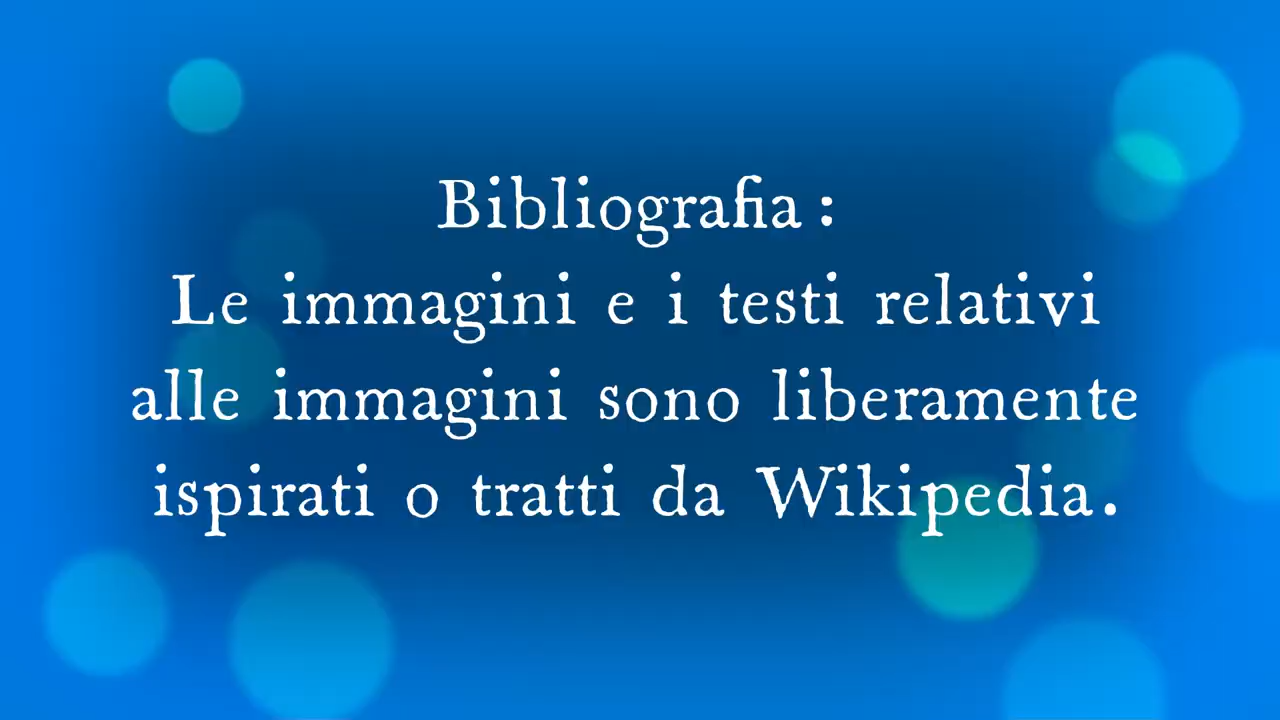 Bibliografia :
Le immagini e i testi relativi
alle immagini sono liberamente
ispirati o tratti da Wikipedia.